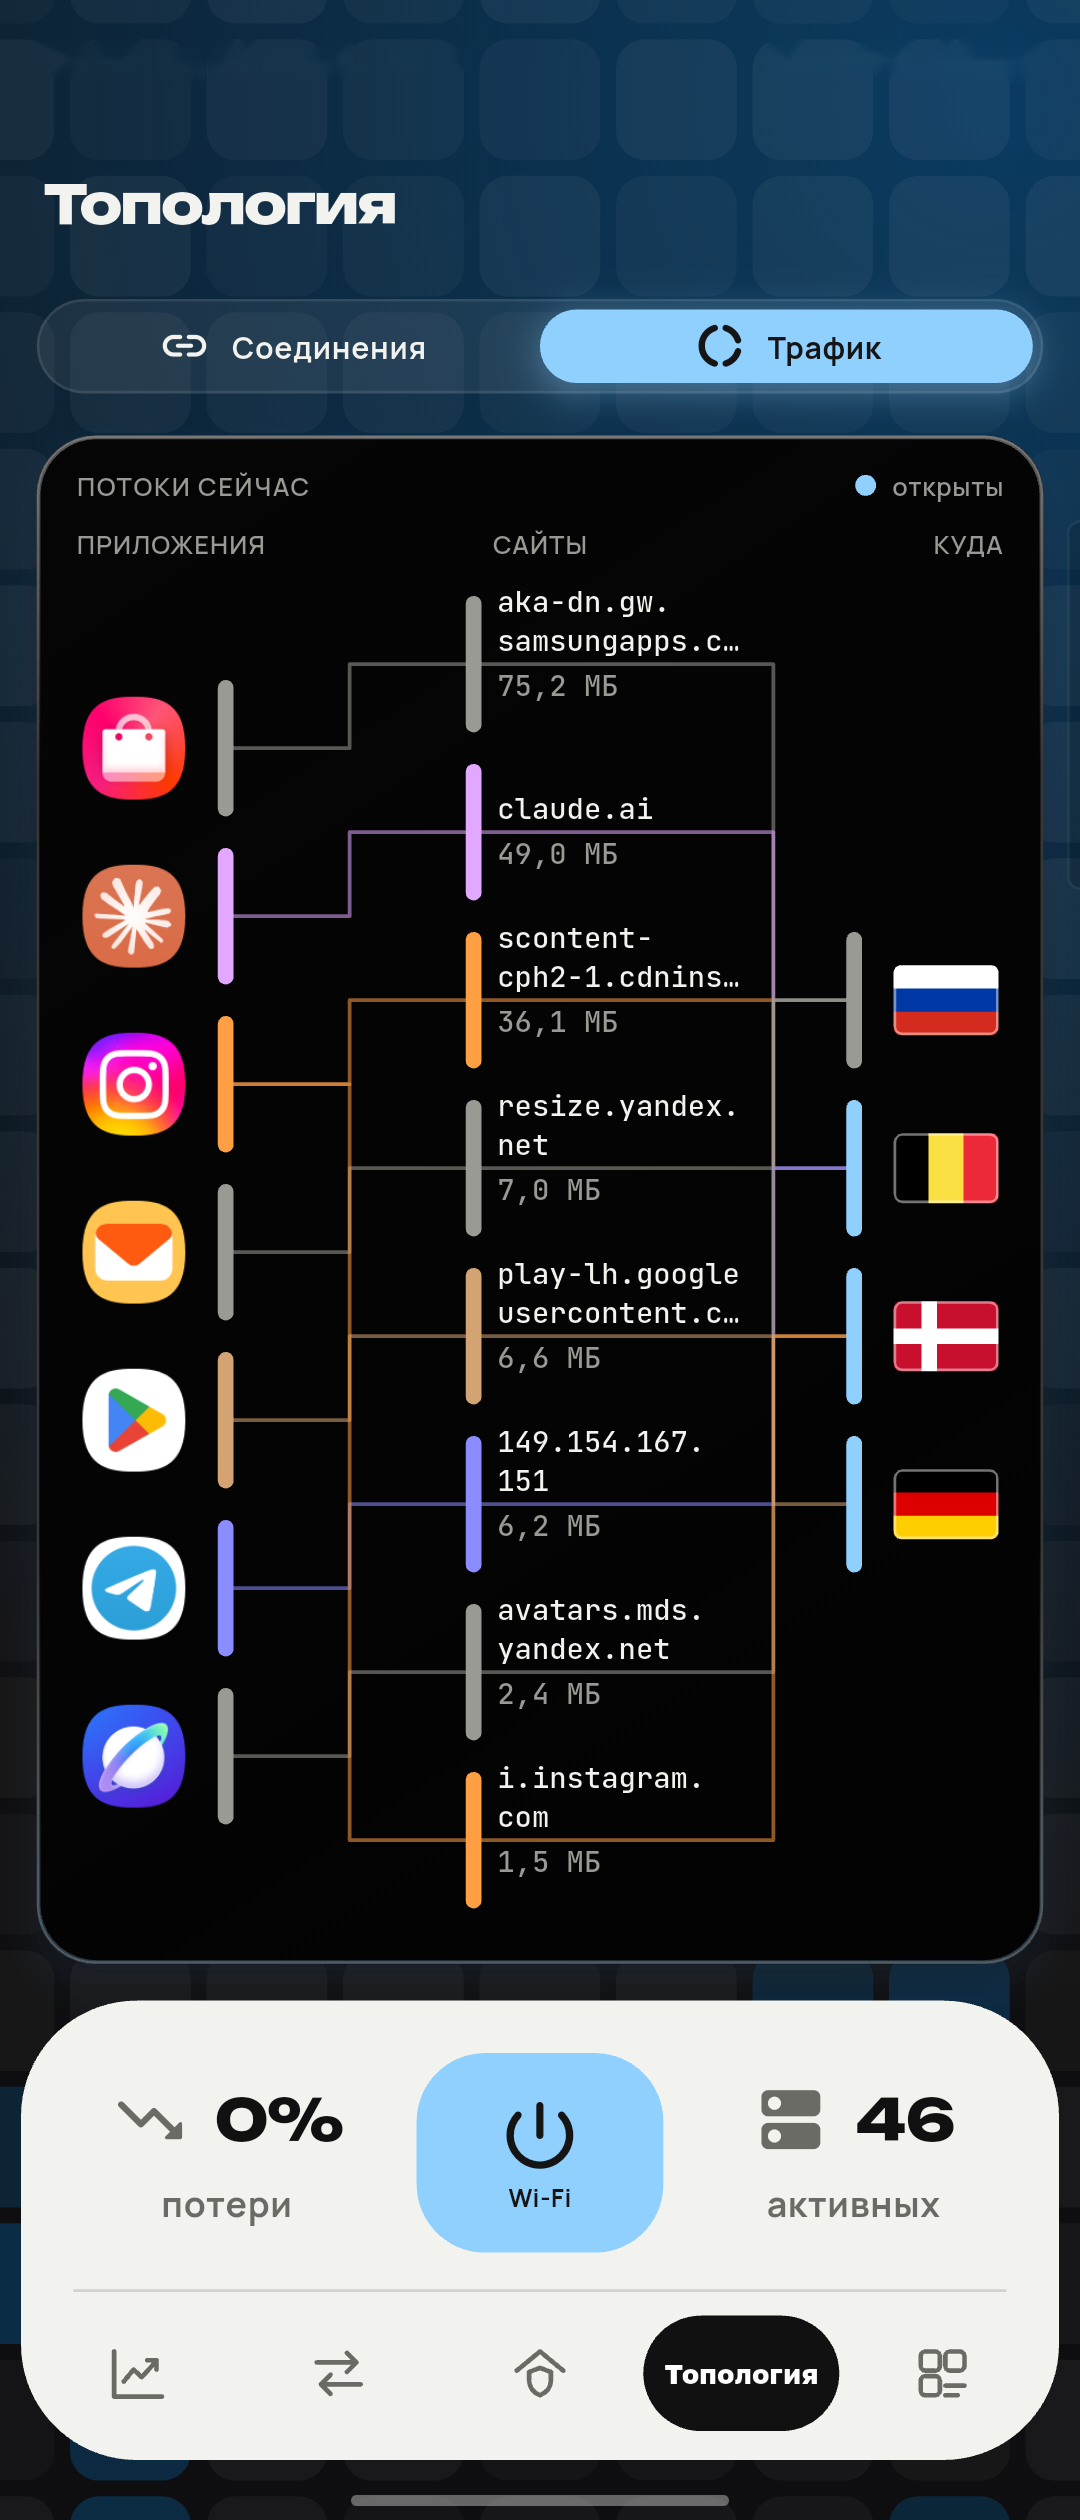 Топология
Соединения
Трафик
ПОТОКИ СЕЙЧАС
открыты
ПРИЛОЖЕНИЯ
САЙТЫ
КУДА
aka-dn.gw.
samsungapps.c…
75,2 МБ
claude.ai
49,0 МБ
scontent-
cph2-1.cdnins…
36,1 МБ
resize.yandex.
net
7,0 МБ
play-lh.google
usercontent.c…
6,6 МБ
149.154.167.
151
6,2 МБ
avatars.mds.
yandex.net
2,4 МБ
i.instagram.
com
1,5 МБ
0%
потери
Wi-Fi
46
активных
Топология